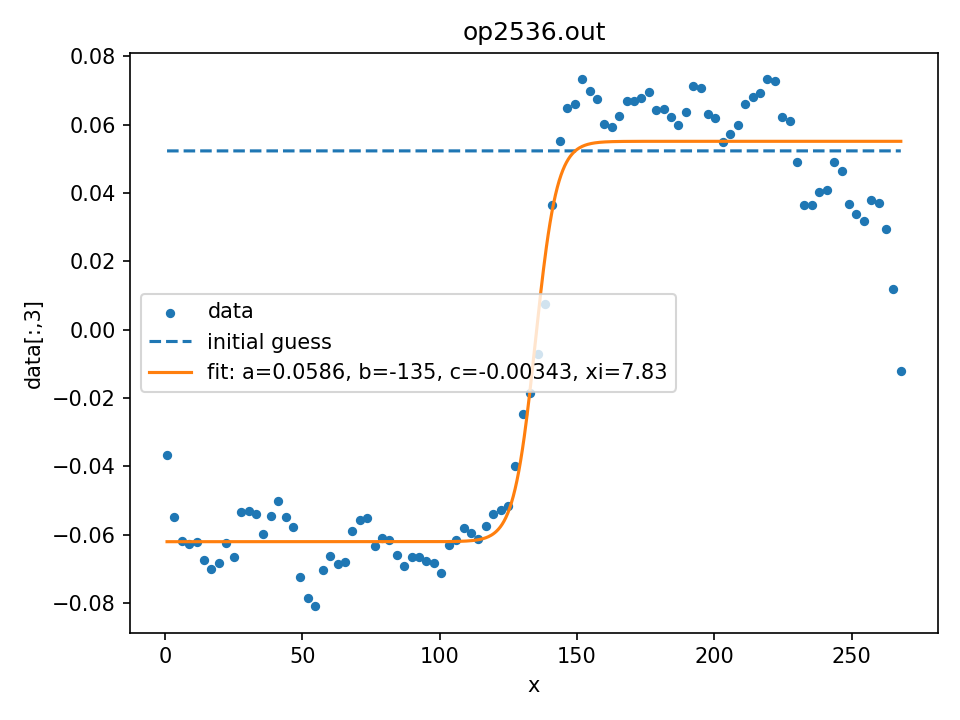 op2536.out
0.08
0.06
0.04
0.02
0.00
−0.02
−0.04
−0.06
−0.08
data[:,3]
data
initial guess
fit: a=0.0586, b=-135, c=-0.00343, xi=7.83
0 50 100 150 200 250
x